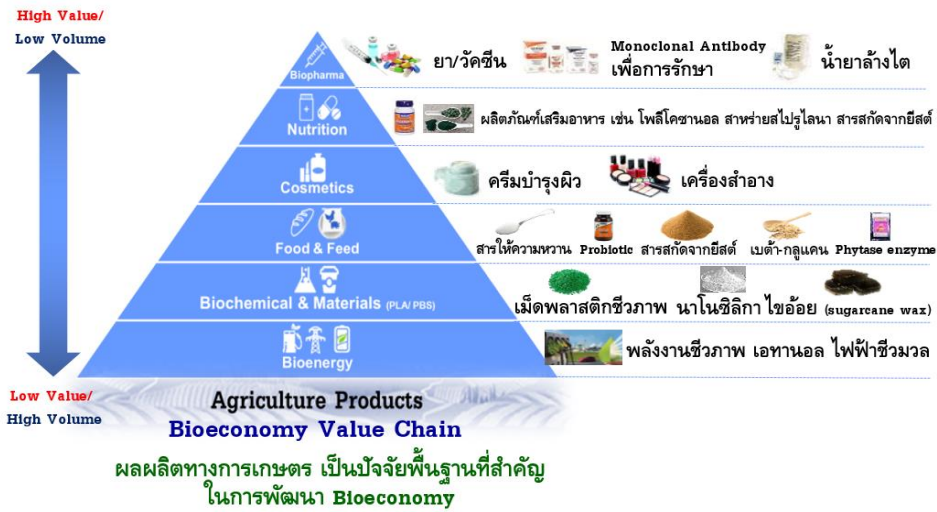 High Value/
Low Volume
Biopharma
ยา/วัคซีน
Monoclonal Antibody
เพื่อการรักษา
น้ำยาล้างไต
Nutrition
ผลิตภัณฑ์เสริมอาหาร เช่น โพลีโคซานอล สาหร่ายสไปรูไลนา สารสกัดจากยีสต์
Cosmetics
ครีมบำรุงผิว
เครื่องสำอาง
Food & Feed
สารให้ความหวาน Probiotic สารสกัดจากยีสต์ เบต้า-กลูแคน Phytase enzyme
Biochemical & Materials (PLA/ PBS)
เม็ดพลาสติกชีวภาพ นาโนซิลิกา ไขอ้อย (sugarcane wax)
Bioenergy
พลังงานชีวภาพ เอทานอล ไฟฟ้าชีวมวล
Low Value/
High Volume
Agriculture Products
Bioeconomy Value Chain
ผลผลิตทางการเกษตร เป็นปัจจัยพื้นฐานที่สำคัญ
ในการพัฒนา Bioeconomy